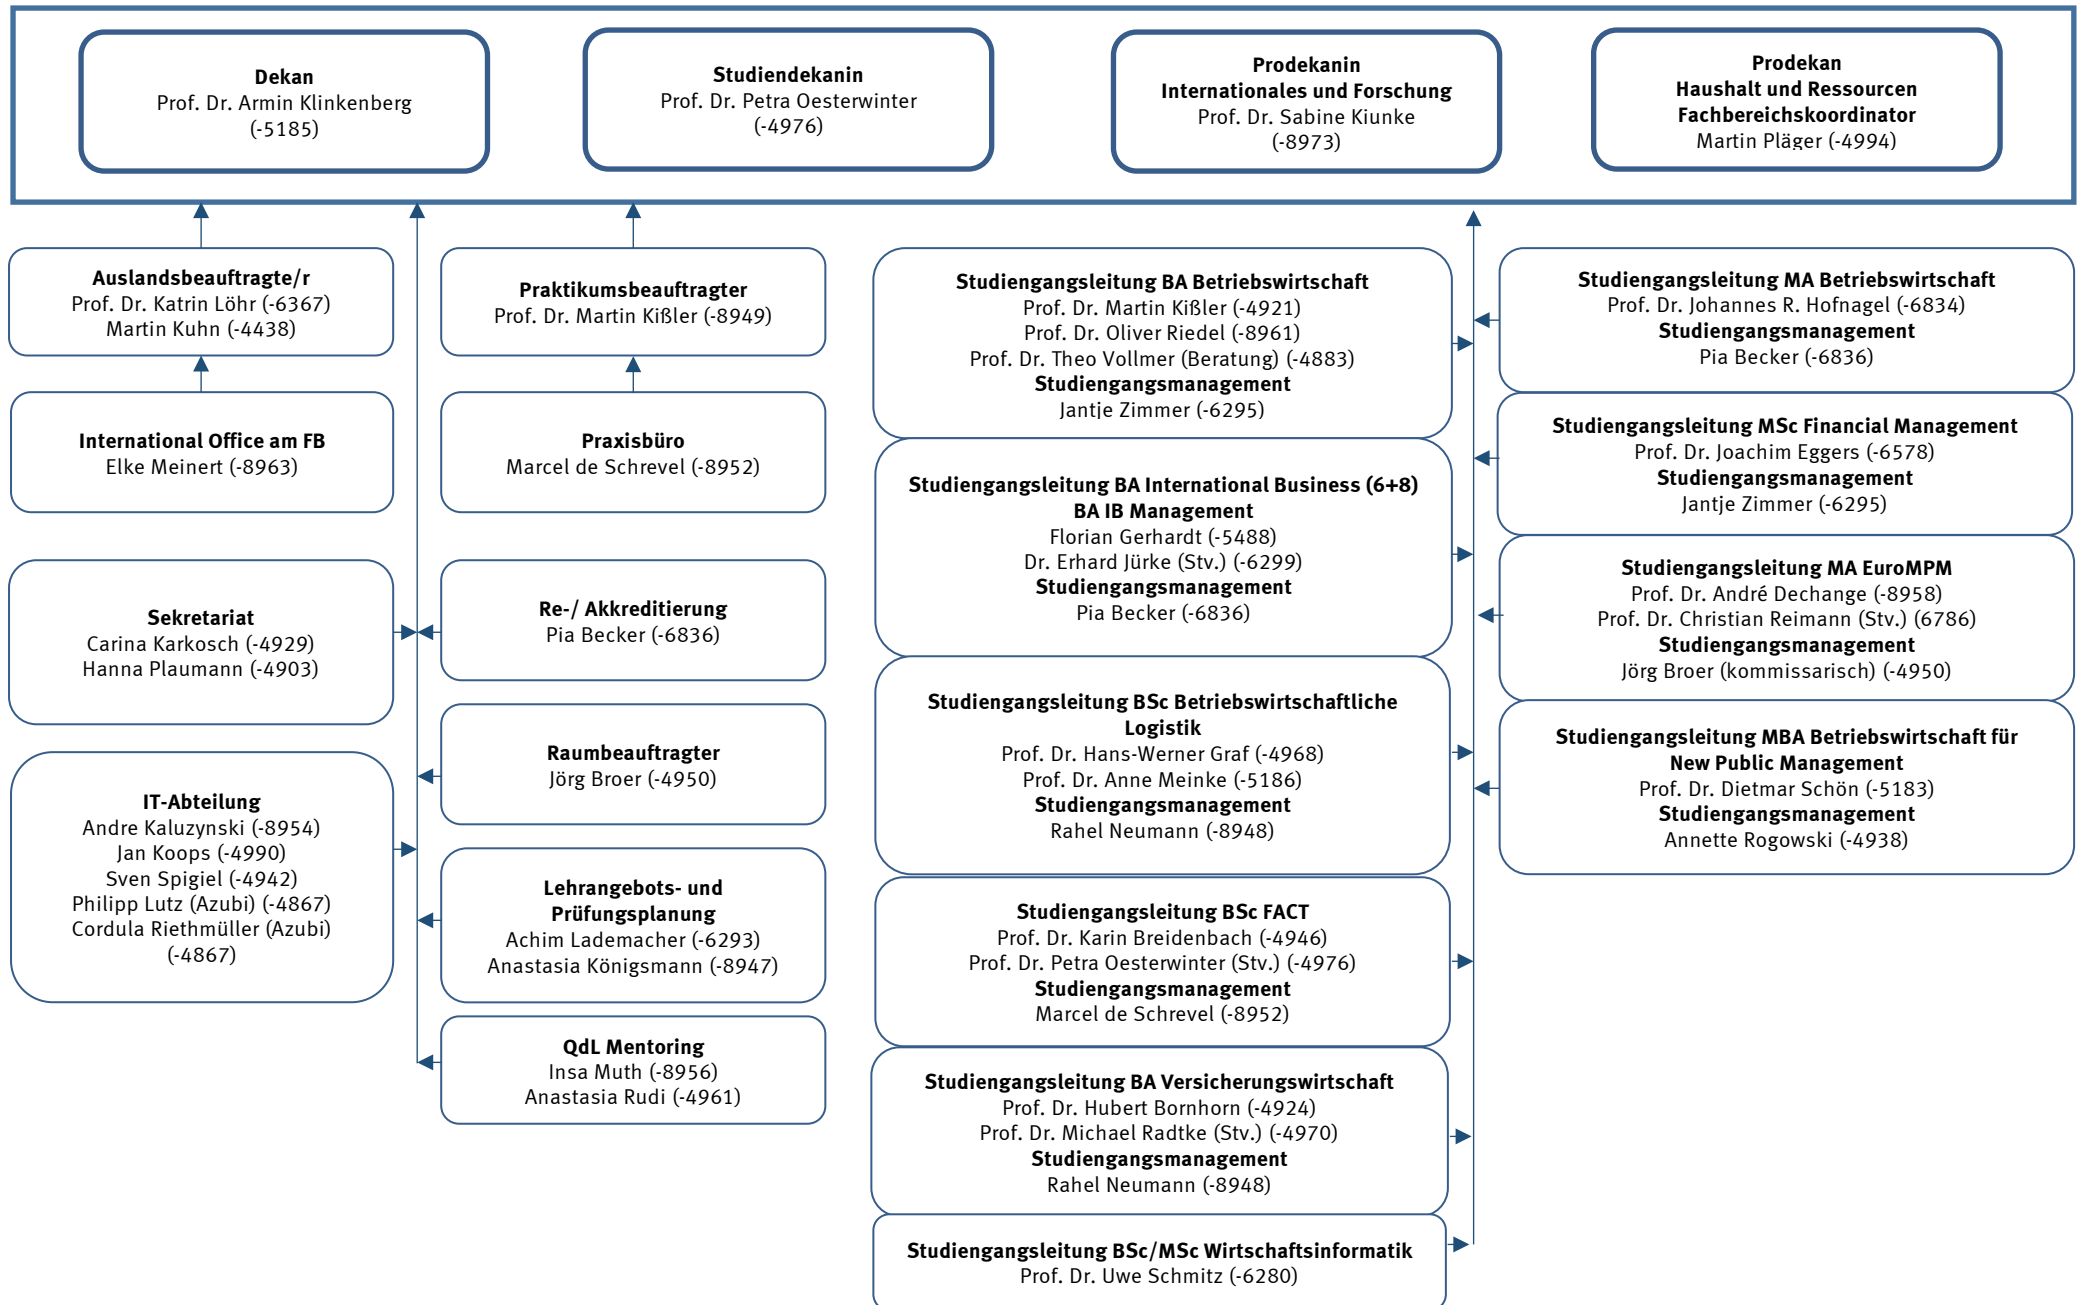 Dekan
Prof. Dr. Armin Klinkenberg
(-5185)
Studiendekanin
Prof. Dr. Petra Oesterwinter
(-4976)
Prodekanin
Internationales und Forschung
Prof. Dr. Sabine Kiunke
(-8973)
Prodekan
Haushalt und Ressourcen
Fachbereichskoordinator
Martin Pläger (-4994)
Auslandsbeauftragte/r
Prof. Dr. Katrin Löhr (-6367)
Martin Kuhn (-4438)
International Office am FB
Elke Meinert (-8963)
Sekretariat
Carina Karkosch (-4929)
Hanna Plaumann (-4903)
IT-Abteilung
Andre Kaluzynski (-8954)
Jan Koops (-4990)
Sven Spigiel (-4942)
Philipp Lutz (Azubi) (-4867)
Cordula Riethmüller (Azubi)
(-4867)
Praktikumsbeauftragter
Prof. Dr. Martin Kißler (-8949)
Praxisbüro
Marcel de Schrevel (-8952)
Re-/ Akkreditierung
Pia Becker (-6836)
Raumbeauftragter
Jörg Broer (-4950)
Lehrangebots- und
Prüfungsplanung
Achim Lademacher (-6293)
Anastasia Königsmann (-8947)
QdL Mentoring
Insa Muth (-8956)
Anastasia Rudi (-4961)
Studiengangsleitung BA Betriebswirtschaft
Prof. Dr. Martin Kißler (-4921)
Prof. Dr. Oliver Riedel (-8961)
Prof. Dr. Theo Vollmer (Beratung) (-4883)
Studiengangsmanagement
Jantje Zimmer (-6295)
Studiengangsleitung BA International Business (6+8)
BA IB Management
Florian Gerhardt (-5488)
Dr. Erhard Jürke (Stv.) (-6299)
Studiengangsmanagement
Pia Becker (-6836)
Studiengangsleitung BSc Betriebswirtschaftliche
Logistik
Prof. Dr. Hans-Werner Graf (-4968)
Prof. Dr. Anne Meinke (-5186)
Studiengangsmanagement
Rahel Neumann (-8948)
Studiengangsleitung BSc FACT
Prof. Dr. Karin Breidenbach (-4946)
Prof. Dr. Petra Oesterwinter (Stv.) (-4976)
Studiengangsmanagement
Marcel de Schrevel (-8952)
Studiengangsleitung BA Versicherungswirtschaft
Prof. Dr. Hubert Bornhorn (-4924)
Prof. Dr. Michael Radtke (Stv.) (-4970)
Studiengangsmanagement
Rahel Neumann (-8948)
Studiengangsleitung BSc/MSc Wirtschaftsinformatik
Prof. Dr. Uwe Schmitz (-6280)
Studiengangsleitung MA Betriebswirtschaft
Prof. Dr. Johannes R. Hofnagel (-6834)
Studiengangsmanagement
Pia Becker (-6836)
Studiengangsleitung MSc Financial Management
Prof. Dr. Joachim Eggers (-6578)
Studiengangsmanagement
Jantje Zimmer (-6295)
Studiengangsleitung MA EuroMPM
Prof. Dr. André Dechange (-8958)
Prof. Dr. Christian Reimann (Stv.) (6786)
Studiengangsmanagement
Jörg Broer (kommissarisch) (-4950)
Studiengangsleitung MBA Betriebswirtschaft für
New Public Management
Prof. Dr. Dietmar Schön (-5183)
Studiengangsmanagement
Annette Rogowski (-4938)